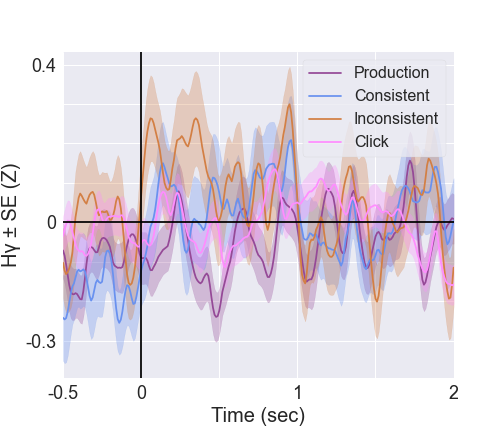 0.4
0
-0.3
Hγ ± SE (Z)
Production
Consistent
Inconsistent
Click
-0.5
0
1
2
Time (sec)